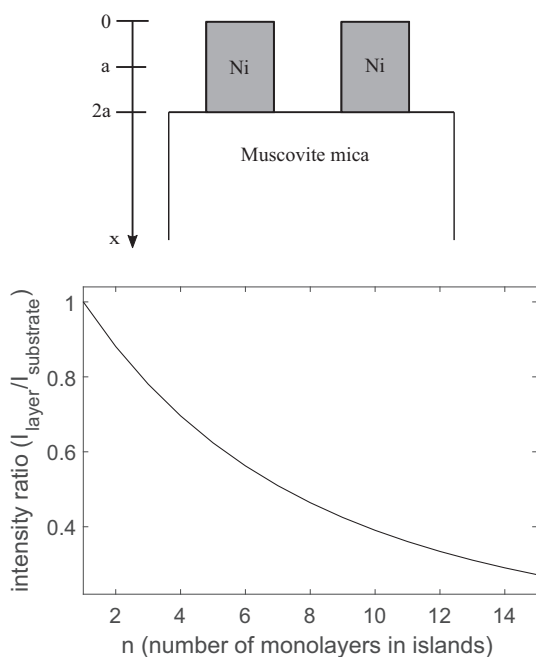 0
a
2a
x
Ni
Ni
Muscovite mica
intensity ratio (I_layer/I_substrate)
1
0.8
0.6
0.4
2 4 6 8 10 12 14
n (number of monolayers in islands)